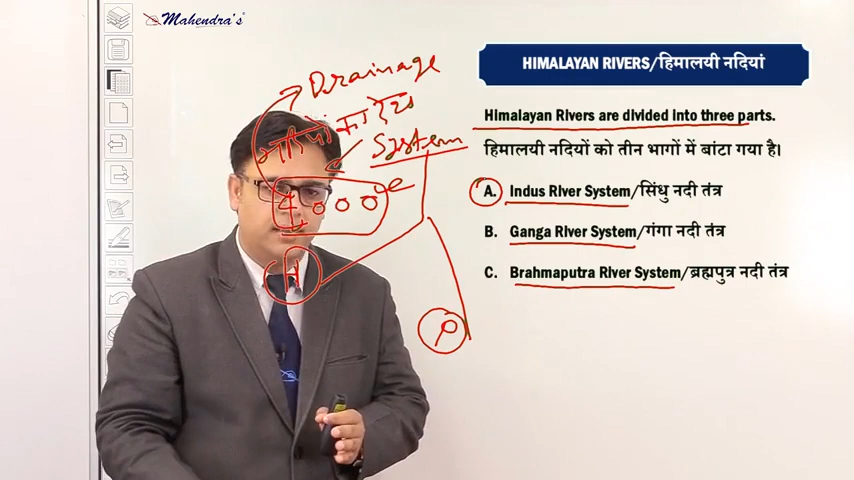 Mahendra's
HIMALAYAN RIVERS/हिमालयी नदियां
Drainage
नदियों का
System
Himalayan Rivers are divided into three parts.
हिमालयी नदियों को तीन भागों में बांटा गया है।
A. Indus River System/सिंधु नदी तंत्र
B. Ganga River System/गंगा नदी तंत्र
C. Brahmaputra River System/ब्रह्मपुत्र नदी तंत्र
H
P